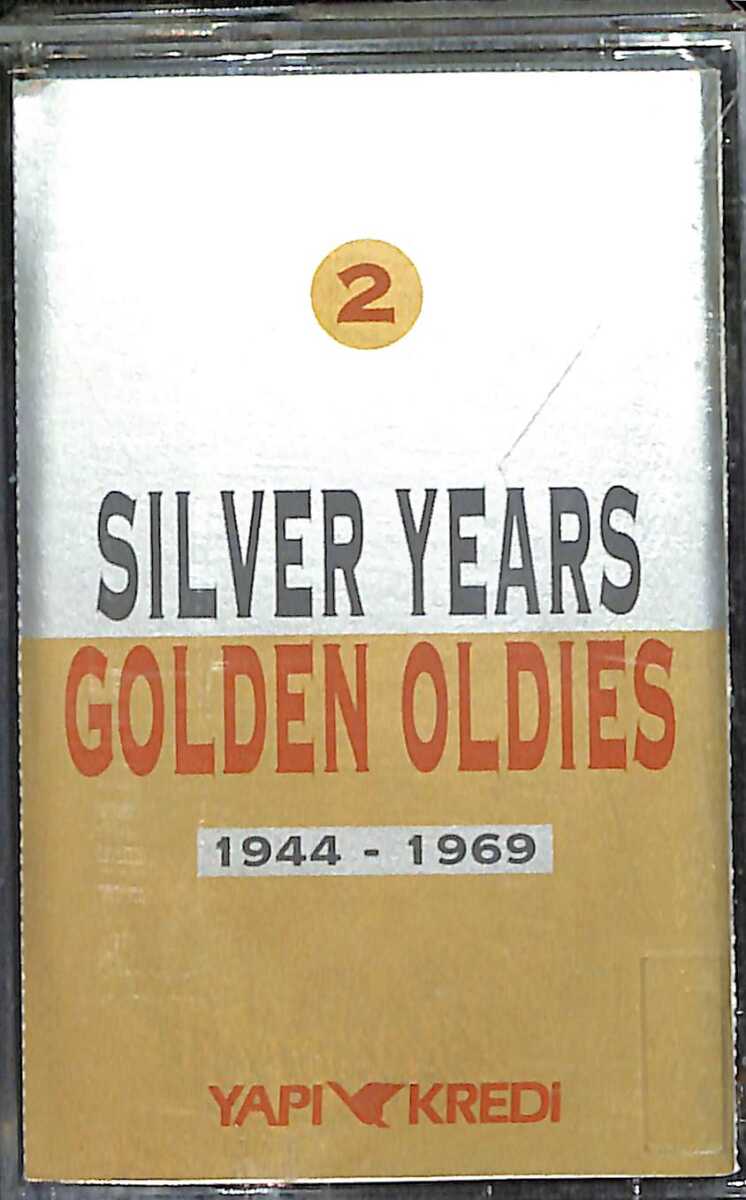 2
SILVER YEARS
GOLDEN OLDIES
1944 - 1969
YAPI KREDİ